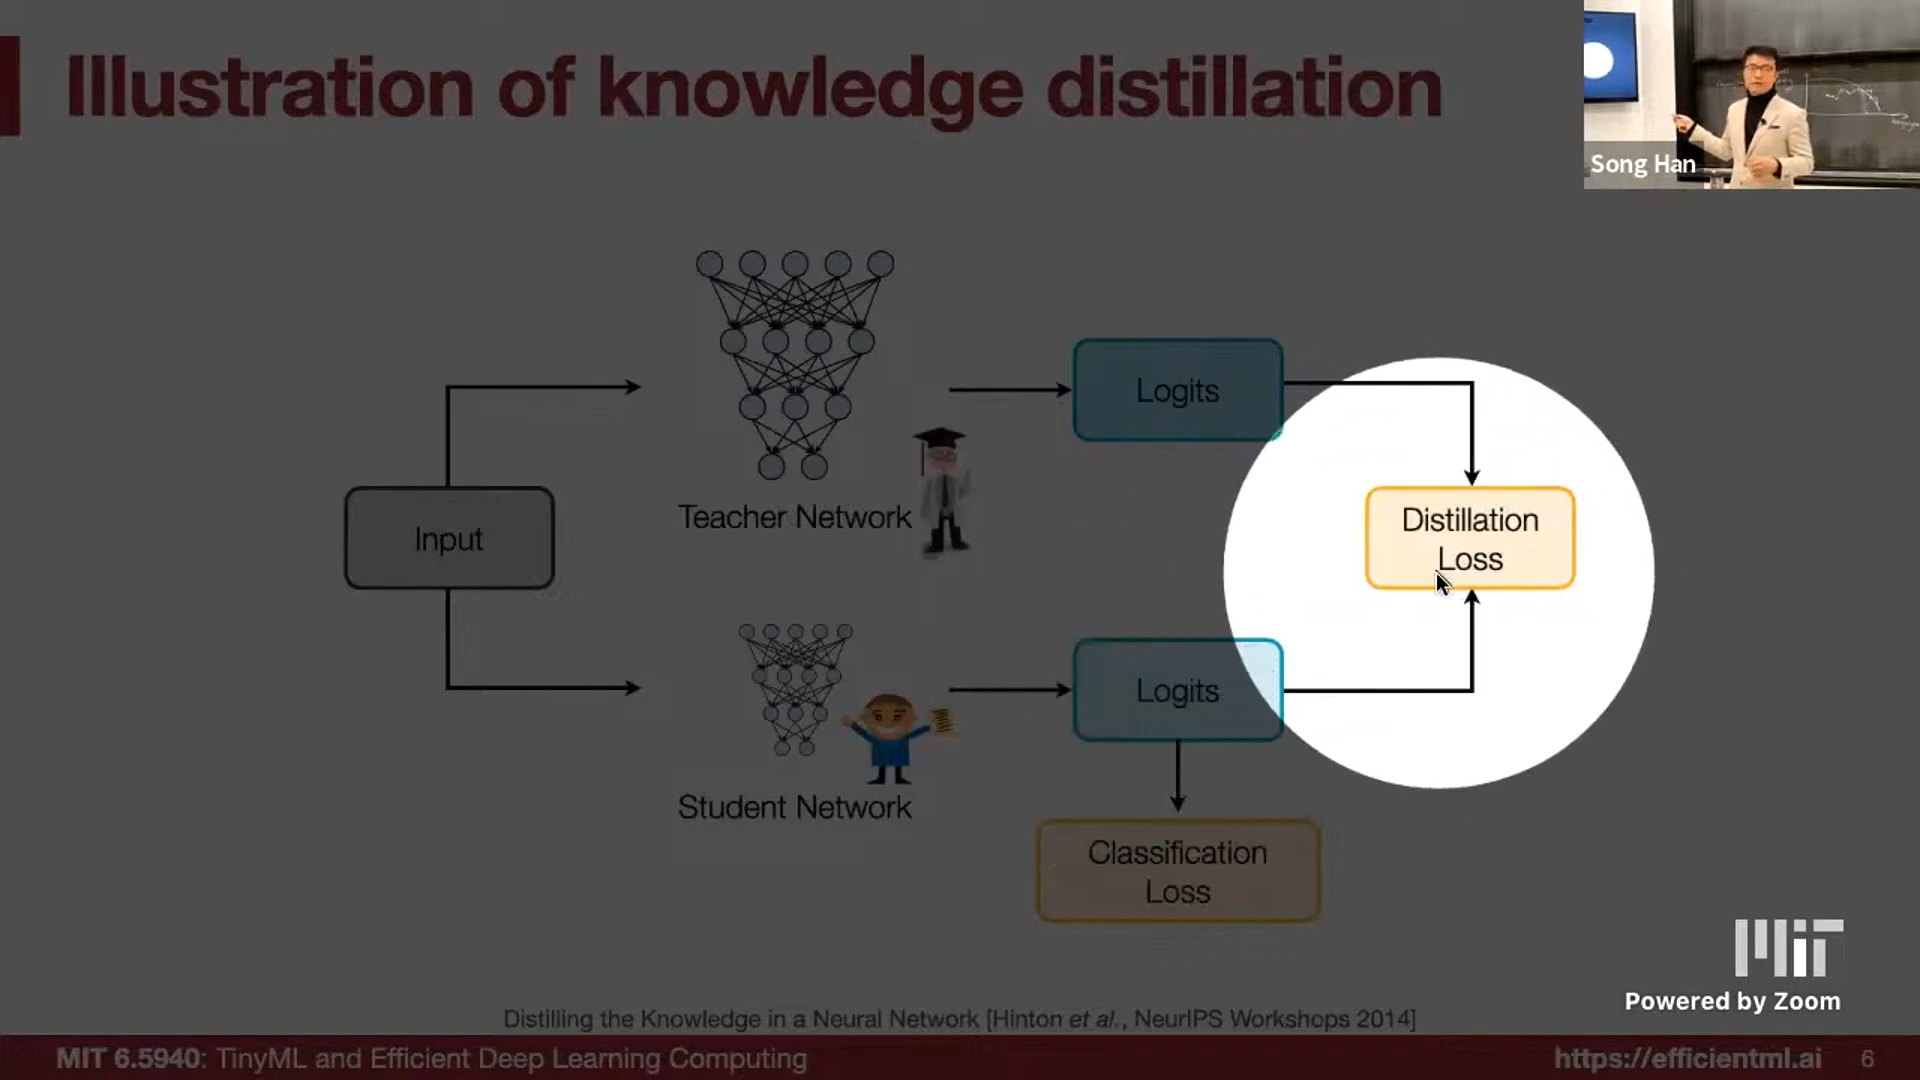 Illustration of knowledge distillation
Song Han
Logits
Distillation
Loss
Input
Teacher Network
Logits
Student Network
Classification
Loss
MIT
Powered by Zoom
Distilling the Knowledge in a Neural Network [Hinton et al., NeurIPS Workshops 2014]
MIT 6.5940: TinyML and Efficient Deep Learning Computing
https://efficientml.ai
6